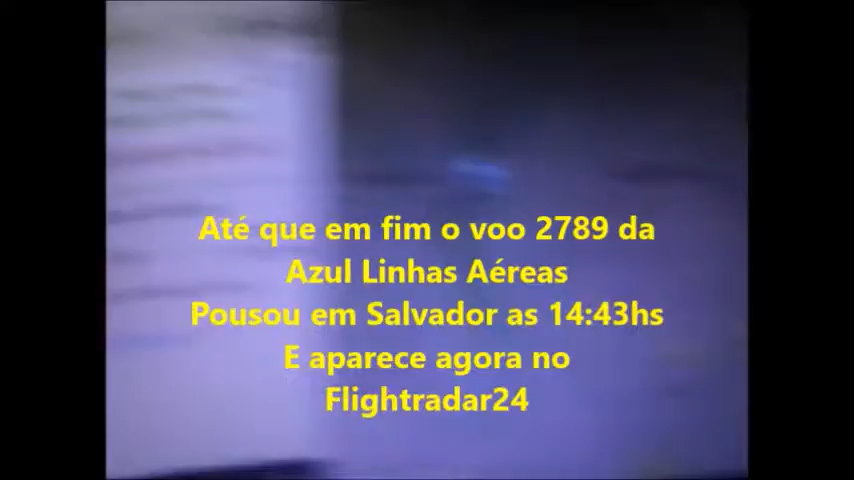 Até que em fim o voo 2789 da
Azul Linhas Aéreas
Pousou em Salvador as 14:43hs
E aparece agora no
Flightradar24